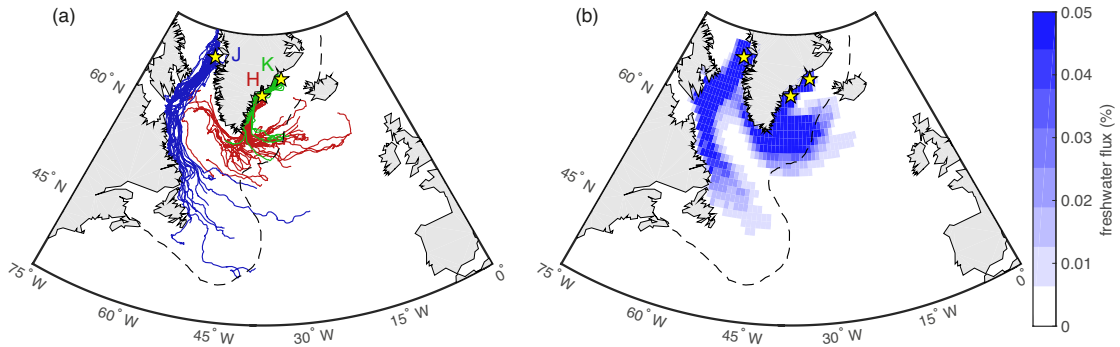 (a)
J
K
H
60° N
45° N
75° W
60° W
45° W
30° W
15° W
0°
(b)
60° N
45° N
75° W
60° W
45° W
30° W
15° W
0°
0.05
0.04
0.03
0.02
0.01
0
freshwater flux (%)